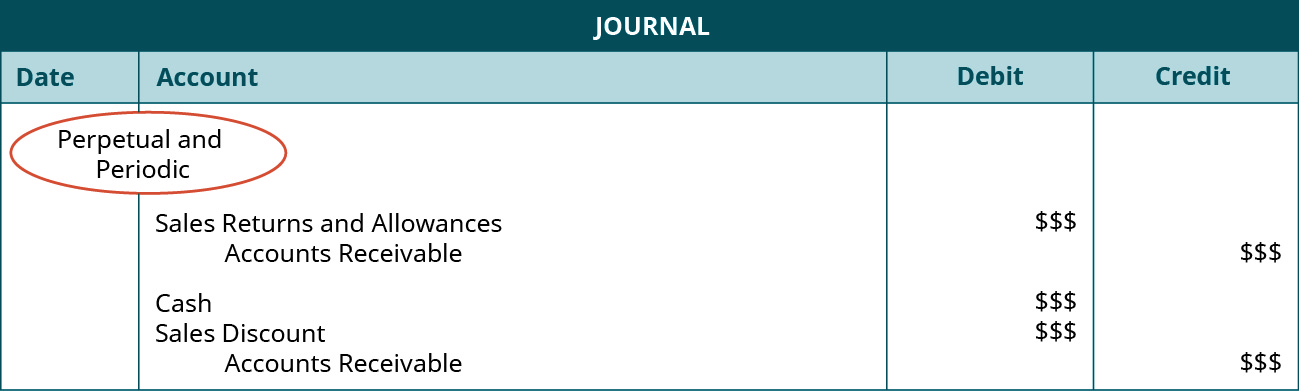 JOURNAL
Date Account Debit Credit
Perpetual and
Periodic
Sales Returns and Allowances $$$
Accounts Receivable $$$
Cash $$$
Sales Discount $$$
Accounts Receivable $$$